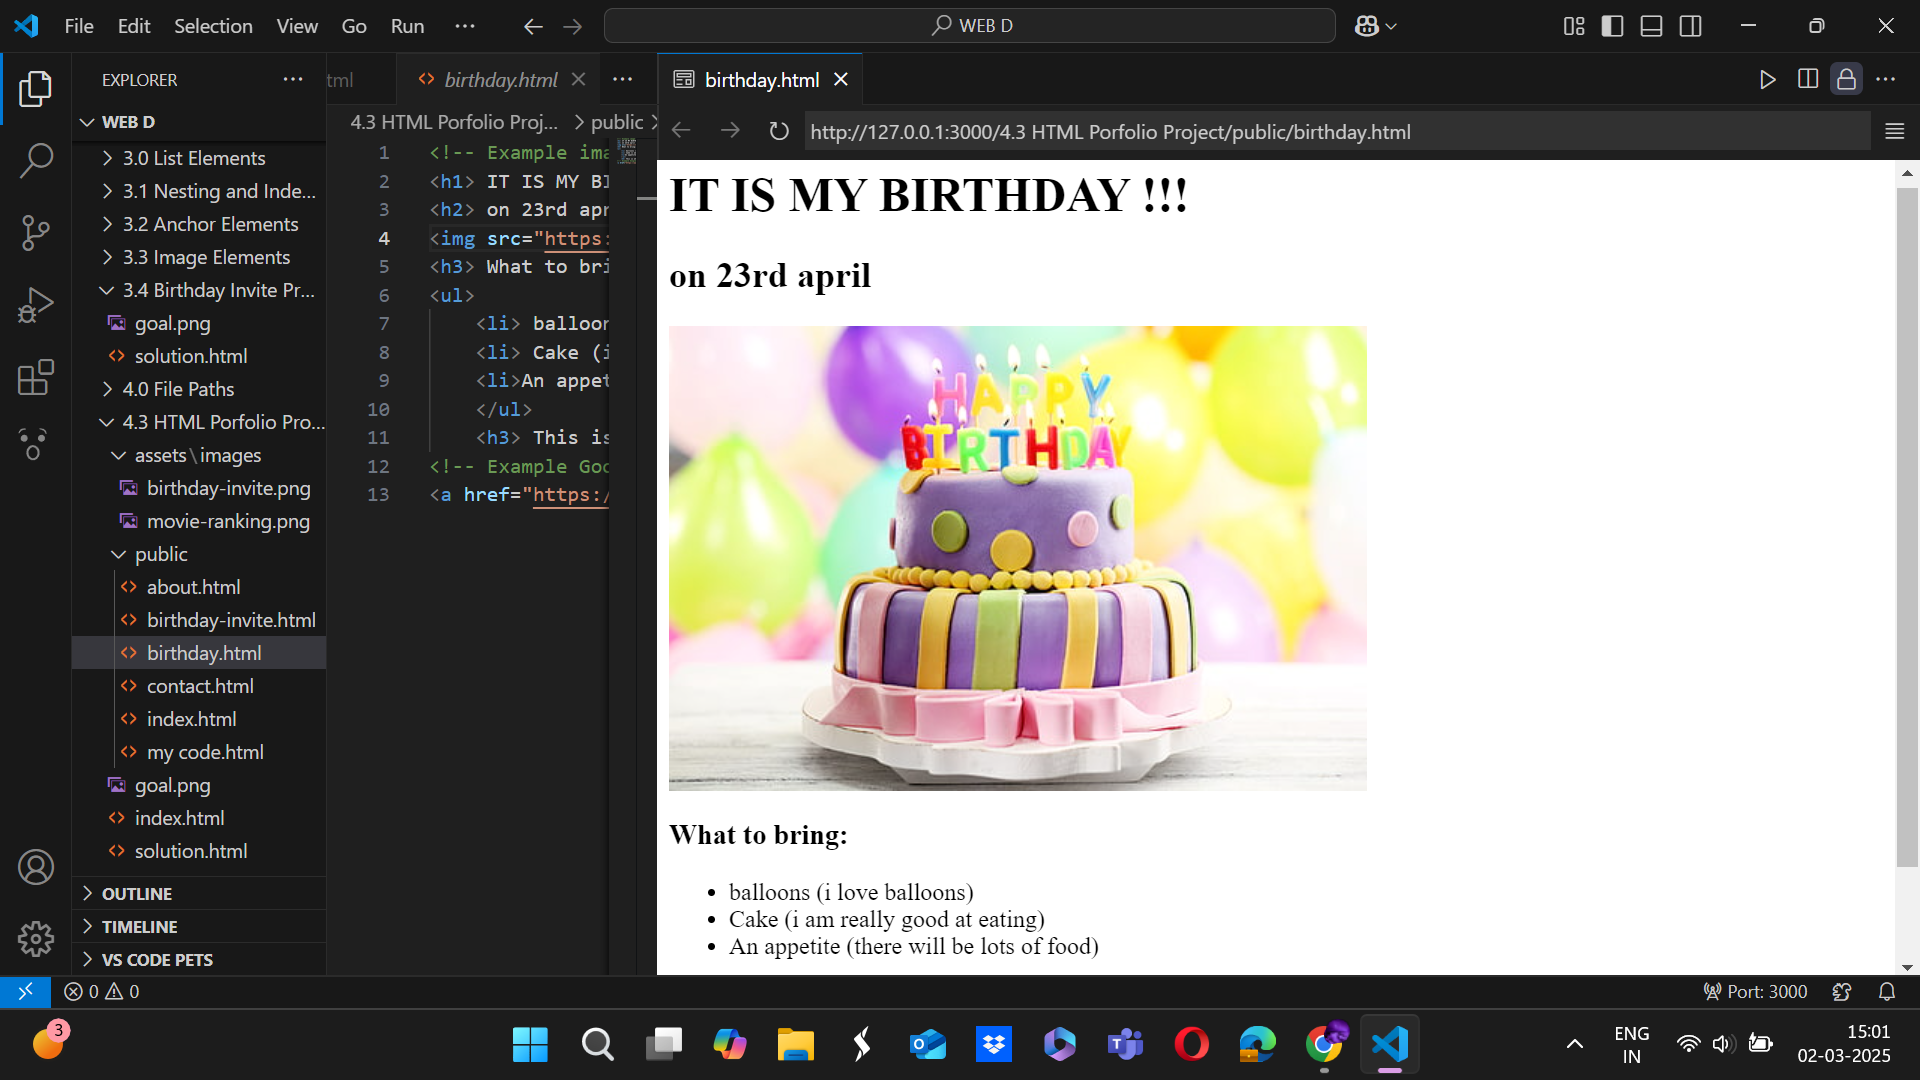 File Edit Selection View Go Run ··· WEB D
EXPLORER ···
WEB D
3.0 List Elements
3.1 Nesting and Inde...
3.2 Anchor Elements
3.3 Image Elements
3.4 Birthday Invite Pr...
goal.png
solution.html
4.0 File Paths
4.3 HTML Porfolio Pro...
assets\images
birthday-invite.png
movie-ranking.png
public
about.html
birthday-invite.html
birthday.html
contact.html
index.html
my code.html
goal.png
index.html
solution.html
OUTLINE
TIMELINE
VS CODE PETS
tml birthday.html ···
4.3 HTML Porfolio Proj... > public >
1 <!-- Example ima
2 <h1> IT IS MY BI
3 <h2> on 23rd apr
4 <img src="https:
5 <h3> What to bri
6 <ul>
7 <li> balloon
8 <li> Cake (i
9 <li>An appet
10 </ul>
11 <h3> This is
12 <!-- Example Goo
13 <a href="https:/
birthday.html
http://127.0.0.1:3000/4.3 HTML Porfolio Project/public/birthday.html
IT IS MY BIRTHDAY !!!
on 23rd april
HAPPY
BIRTHDAY
What to bring:
• balloons (i love balloons)
• Cake (i am really good at eating)
• An appetite (there will be lots of food)
0 0 Port: 3000
3
ENG
IN
15:01
02-03-2025